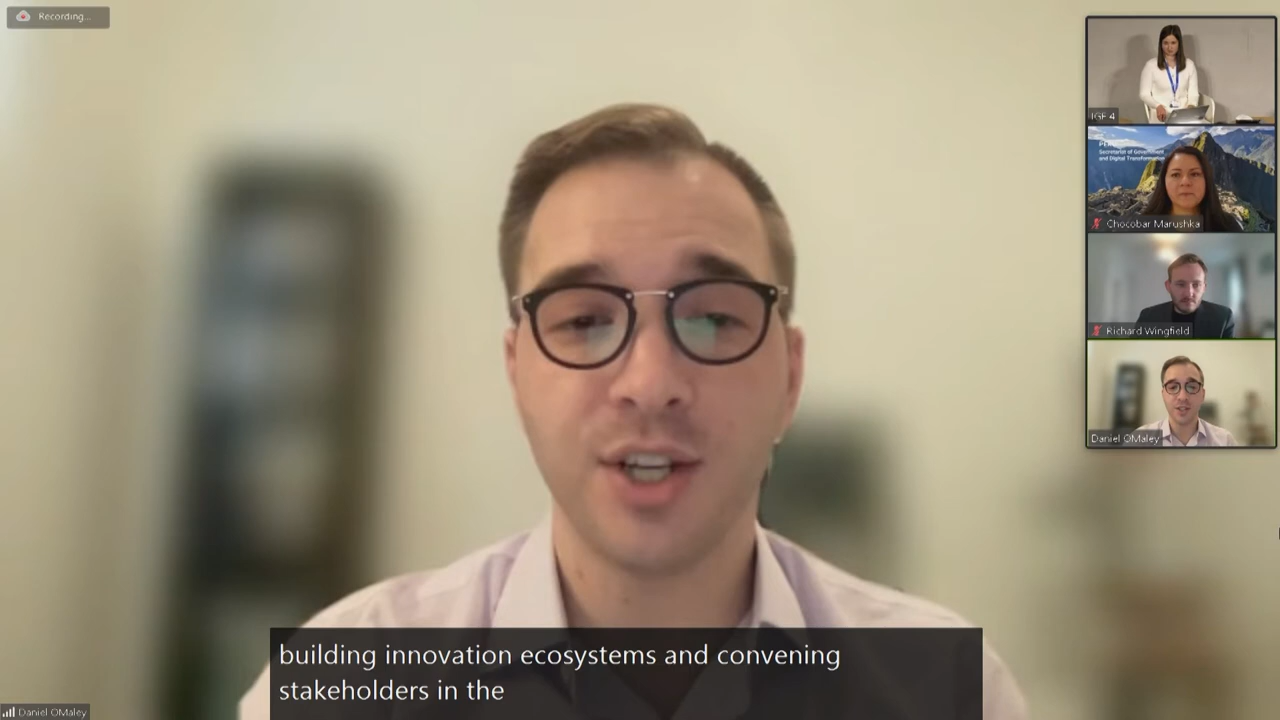 Recording...
IGF 4
Secretariat of Government
and Digital Transformation
Chocobar Marushka
Richard Wingfield
Daniel OMaley
building innovation ecosystems and convening
stakeholders in the
Daniel OMaley